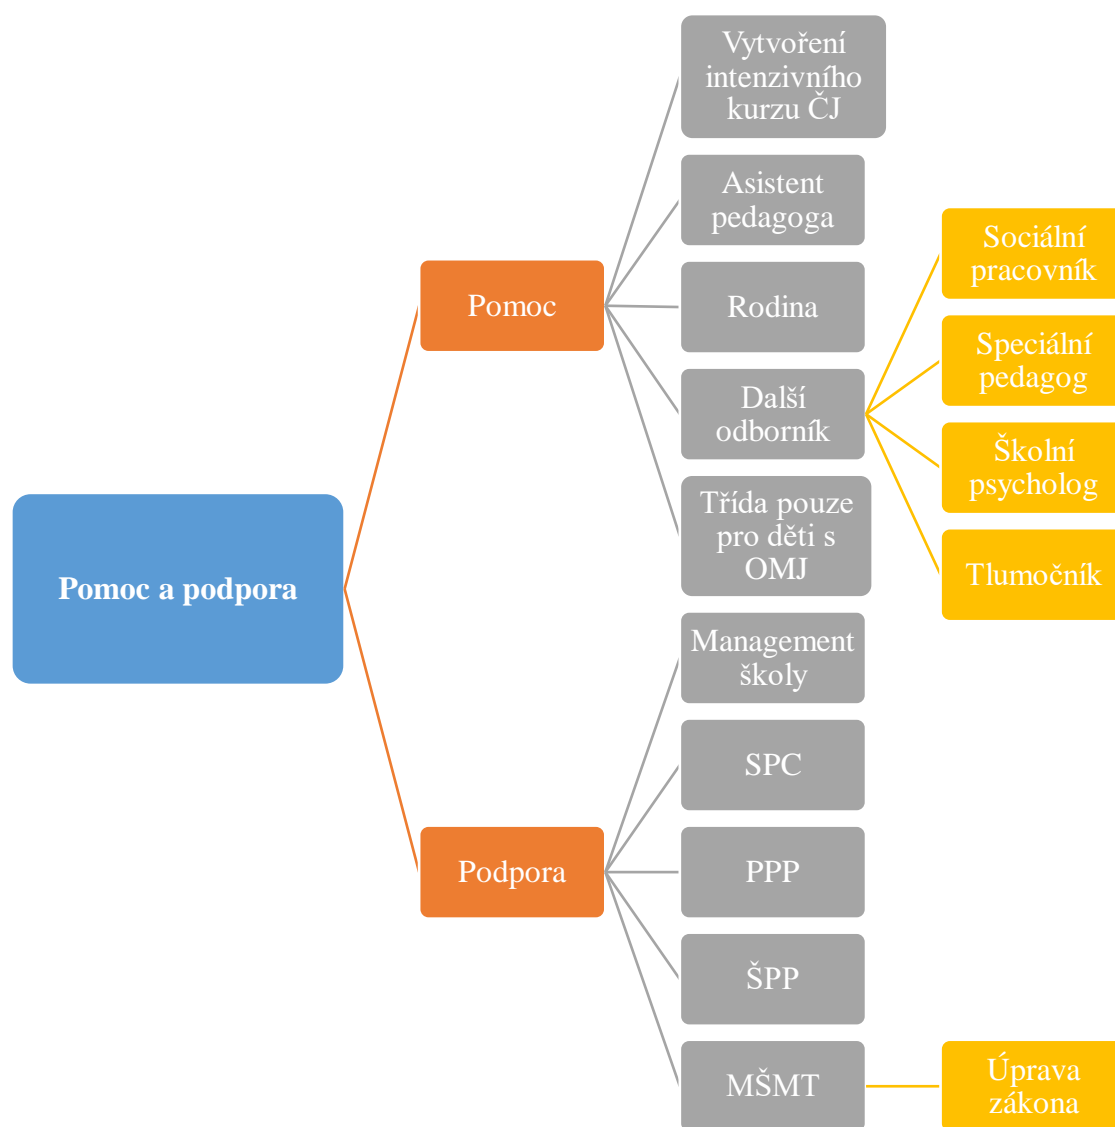 Vytvoření
intenzivního
kurzu ČJ
Asistent
pedagoga
Sociální
pracovník
Pomoc
Rodina
Speciální
pedagog
Další
odborník
Školní
psycholog
Třída pouze
pro děti s
OMJ
Tlumočník
Pomoc a podpora
Management
školy
SPC
Podpora
PPP
ŠPP
MŠMT
Úprava
zákona